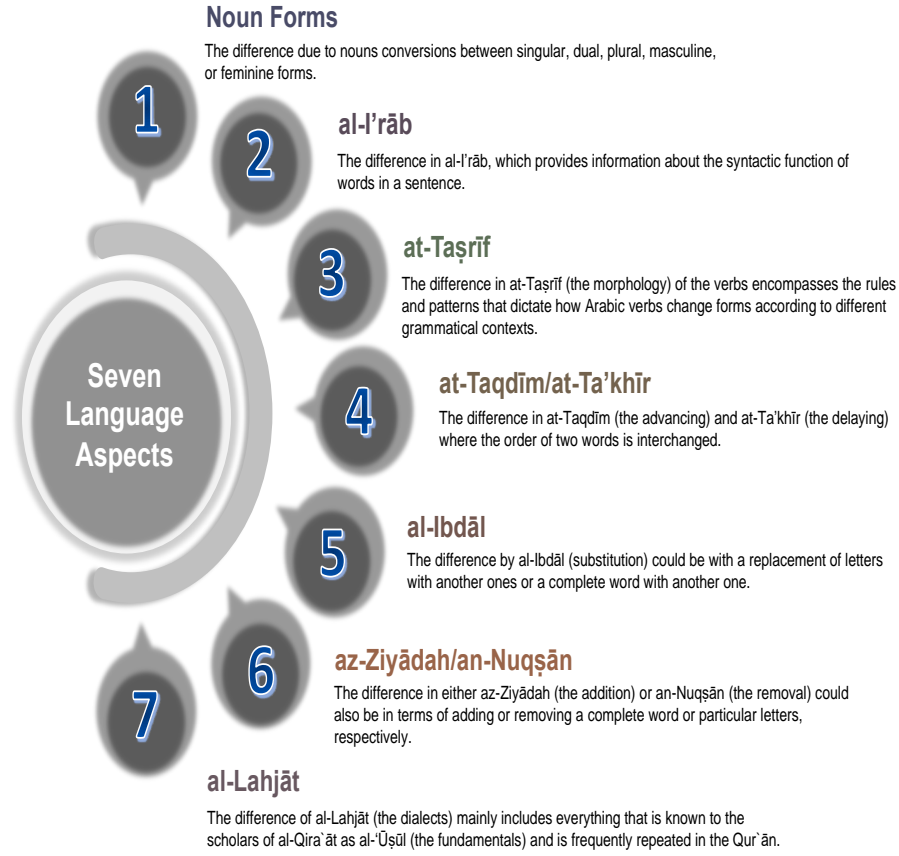 Noun Forms
The difference due to nouns conversions between singular, dual, plural, masculine,
or feminine forms.
1
al-I’rāb
The difference in al-I’rāb, which provides information about the syntactic function of
words in a sentence.
2
at-Taṣrīf
The difference in at-Taṣrīf (the morphology) of the verbs encompasses the rules
and patterns that dictate how Arabic verbs change forms according to different
grammatical contexts.
3
Seven
Language
Aspects
at-Taqdīm/at-Ta’khīr
The difference in at-Taqdīm (the advancing) and at-Ta’khīr (the delaying)
where the order of two words is interchanged.
4
al-Ibdāl
The difference by al-Ibdāl (substitution) could be with a replacement of letters
with another ones or a complete word with another one.
5
az-Ziyādah/an-Nuqṣān
The difference in either az-Ziyādah (the addition) or an-Nuqṣān (the removal) could
also be in terms of adding or removing a complete word or particular letters,
respectively.
6
7
al-Lahjāt
The difference of al-Lahjāt (the dialects) mainly includes everything that is known to the
scholars of al-Qira`āt as al-‘Ūṣūl (the fundamentals) and is frequently repeated in the Qur`ān.